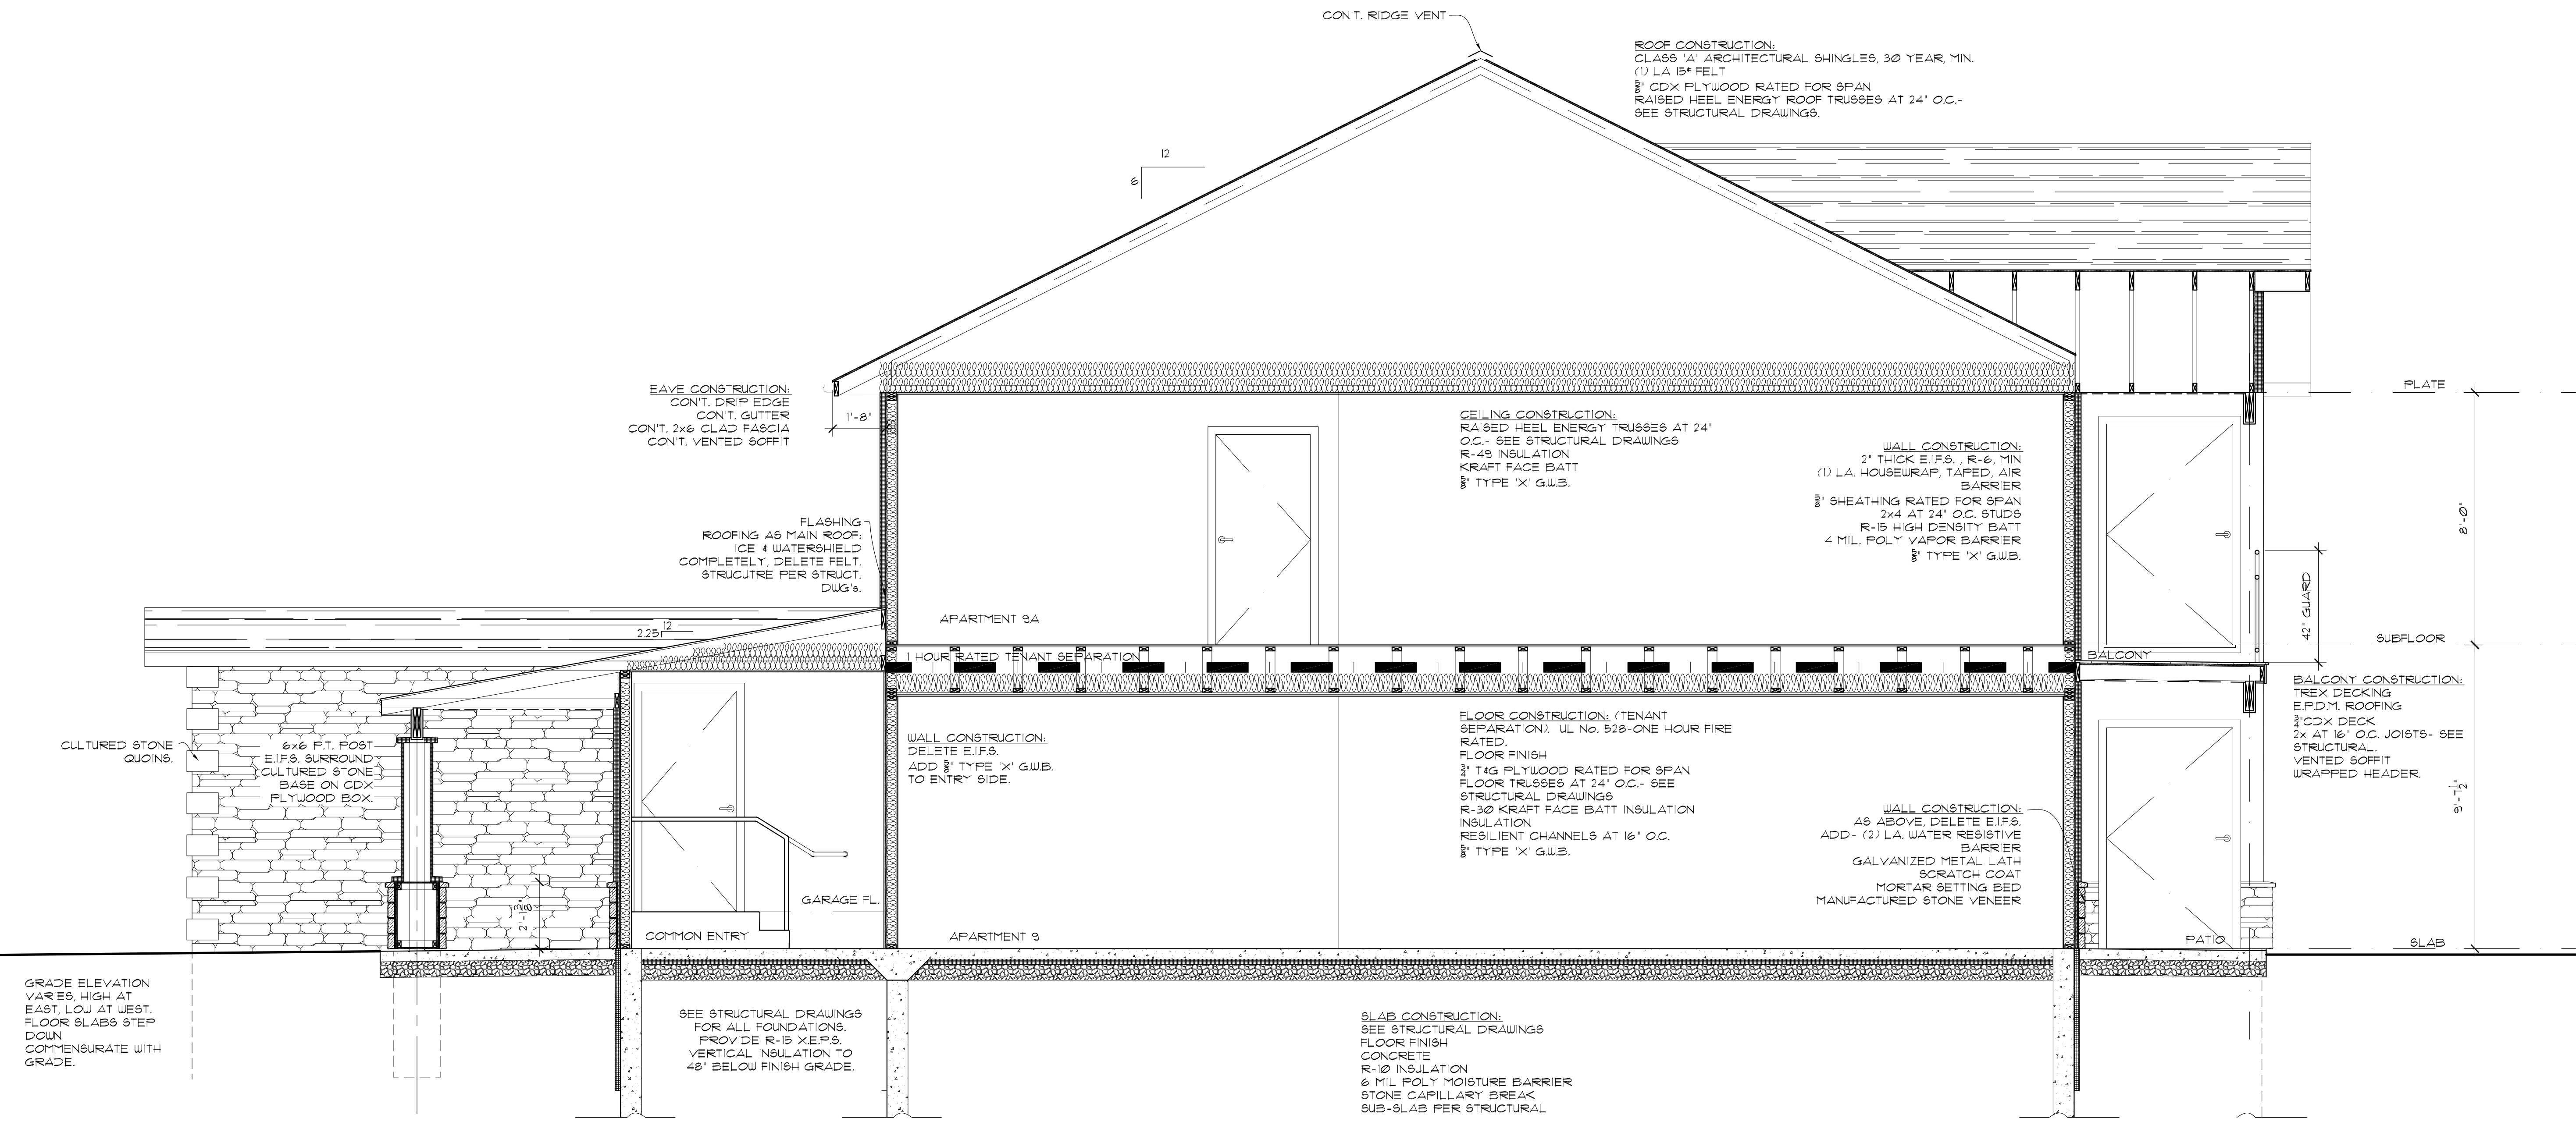 CON'T. RIDGE VENT
ROOF CONSTRUCTION:
CLASS 'A' ARCHITECTURAL SHINGLES, 30 YEAR, MIN.
(1) LA 15# FELT
5/8" CDX PLYWOOD RATED FOR SPAN
RAISED HEEL ENERGY ROOF TRUSSES AT 24" O.C.-
SEE STRUCTURAL DRAWINGS.
12
6
EAVE CONSTRUCTION:
CON'T. DRIP EDGE
CON'T. GUTTER
CON'T. 2x6 CLAD FASCIA
CON'T. VENTED SOFFIT
1'-8"
CEILING CONSTRUCTION:
RAISED HEEL ENERGY TRUSSES AT 24"
O.C.- SEE STRUCTURAL DRAWINGS
R-49 INSULATION
KRAFT FACE BATT
5/8" TYPE 'X' G.W.B.
WALL CONSTRUCTION:
2" THICK E.I.F.S. , R-6, MIN
(1) LA. HOUSEWRAP, TAPED, AIR
BARRIER
5/8" SHEATHING RATED FOR SPAN
2x4 AT 24" O.C. STUDS
R-15 HIGH DENSITY BATT
4 MIL. POLY VAPOR BARRIER
5/8" TYPE 'X' G.W.B.
PLATE
8'-0"
42" GUARD
SUBFLOOR
FLASHING
ROOFING AS MAIN ROOF:
ICE & WATERSHIELD
COMPLETELY, DELETE FELT.
STRUCUTRE PER STRUCT.
DWG's.
12
2.25
APARTMENT 9A
1 HOUR RATED TENANT SEPARATION
BALCONY
BALCONY CONSTRUCTION:
TREX DECKING
E.P.D.M. ROOFING
3/4"CDX DECK
2x AT 16" O.C. JOISTS- SEE
STRUCTURAL.
VENTED SOFFIT
WRAPPED HEADER.
9'-7 1/2"
CULTURED STONE
QUOINS.
6x6 P.T. POST
E.I.F.S. SURROUND
CULTURED STONE
BASE ON CDX
PLYWOOD BOX.
WALL CONSTRUCTION:
DELETE E.I.F.S.
ADD 5/8" TYPE 'X' G.W.B.
TO ENTRY SIDE.
FLOOR CONSTRUCTION: (TENANT
SEPARATION). UL No. 528-ONE HOUR FIRE
RATED.
FLOOR FINISH
3/4" T&G PLYWOOD RATED FOR SPAN
FLOOR TRUSSES AT 24" O.C.- SEE
STRUCTURAL DRAWINGS
R-30 KRAFT FACE BATT INSULATION
INSULATION
RESILIENT CHANNELS AT 16" O.C.
5/8" TYPE 'X' G.W.B.
WALL CONSTRUCTION:
AS ABOVE, DELETE E.I.F.S.
ADD- (2) LA. WATER RESISTIVE
BARRIER
GALVANIZED METAL LATH
SCRATCH COAT
MORTAR SETTING BED
MANUFACTURED STONE VENEER
GARAGE FL.
COMMON ENTRY
APARTMENT 9
PATIO
SLAB
GRADE ELEVATION
VARIES, HIGH AT
EAST, LOW AT WEST.
FLOOR SLABS STEP
DOWN
COMMENSURATE WITH
GRADE.
SEE STRUCTURAL DRAWINGS
FOR ALL FOUNDATIONS.
PROVIDE R-15 X.E.P.S.
VERTICAL INSULATION TO
48" BELOW FINISH GRADE.
SLAB CONSTRUCTION:
SEE STRUCTURAL DRAWINGS
FLOOR FINISH
CONCRETE
R-10 INSULATION
6 MIL POLY MOISTURE BARRIER
STONE CAPILLARY BREAK
SUB-SLAB PER STRUCTURAL